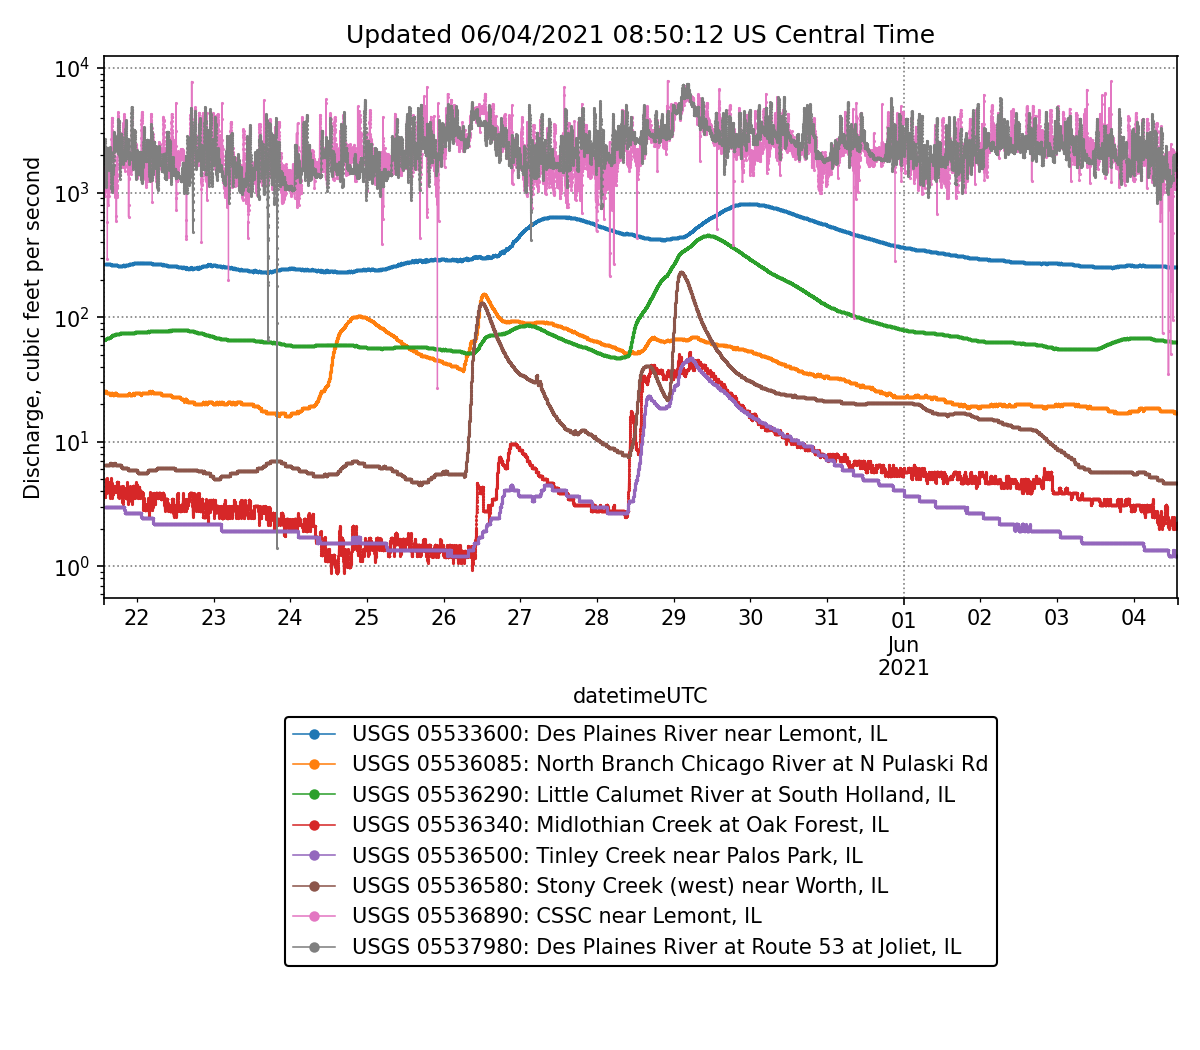 Updated 06/04/2021 08:50:12 US Central Time
Discharge, cubic feet per second
10⁴
10³
10²
10¹
10⁰
22 23 24 25 26 27 28 29 30 31 01 02 03 04
Jun
2021
datetimeUTC
USGS 05533600: Des Plaines River near Lemont, IL
USGS 05536085: North Branch Chicago River at N Pulaski Rd
USGS 05536290: Little Calumet River at South Holland, IL
USGS 05536340: Midlothian Creek at Oak Forest, IL
USGS 05536500: Tinley Creek near Palos Park, IL
USGS 05536580: Stony Creek (west) near Worth, IL
USGS 05536890: CSSC near Lemont, IL
USGS 05537980: Des Plaines River at Route 53 at Joliet, IL